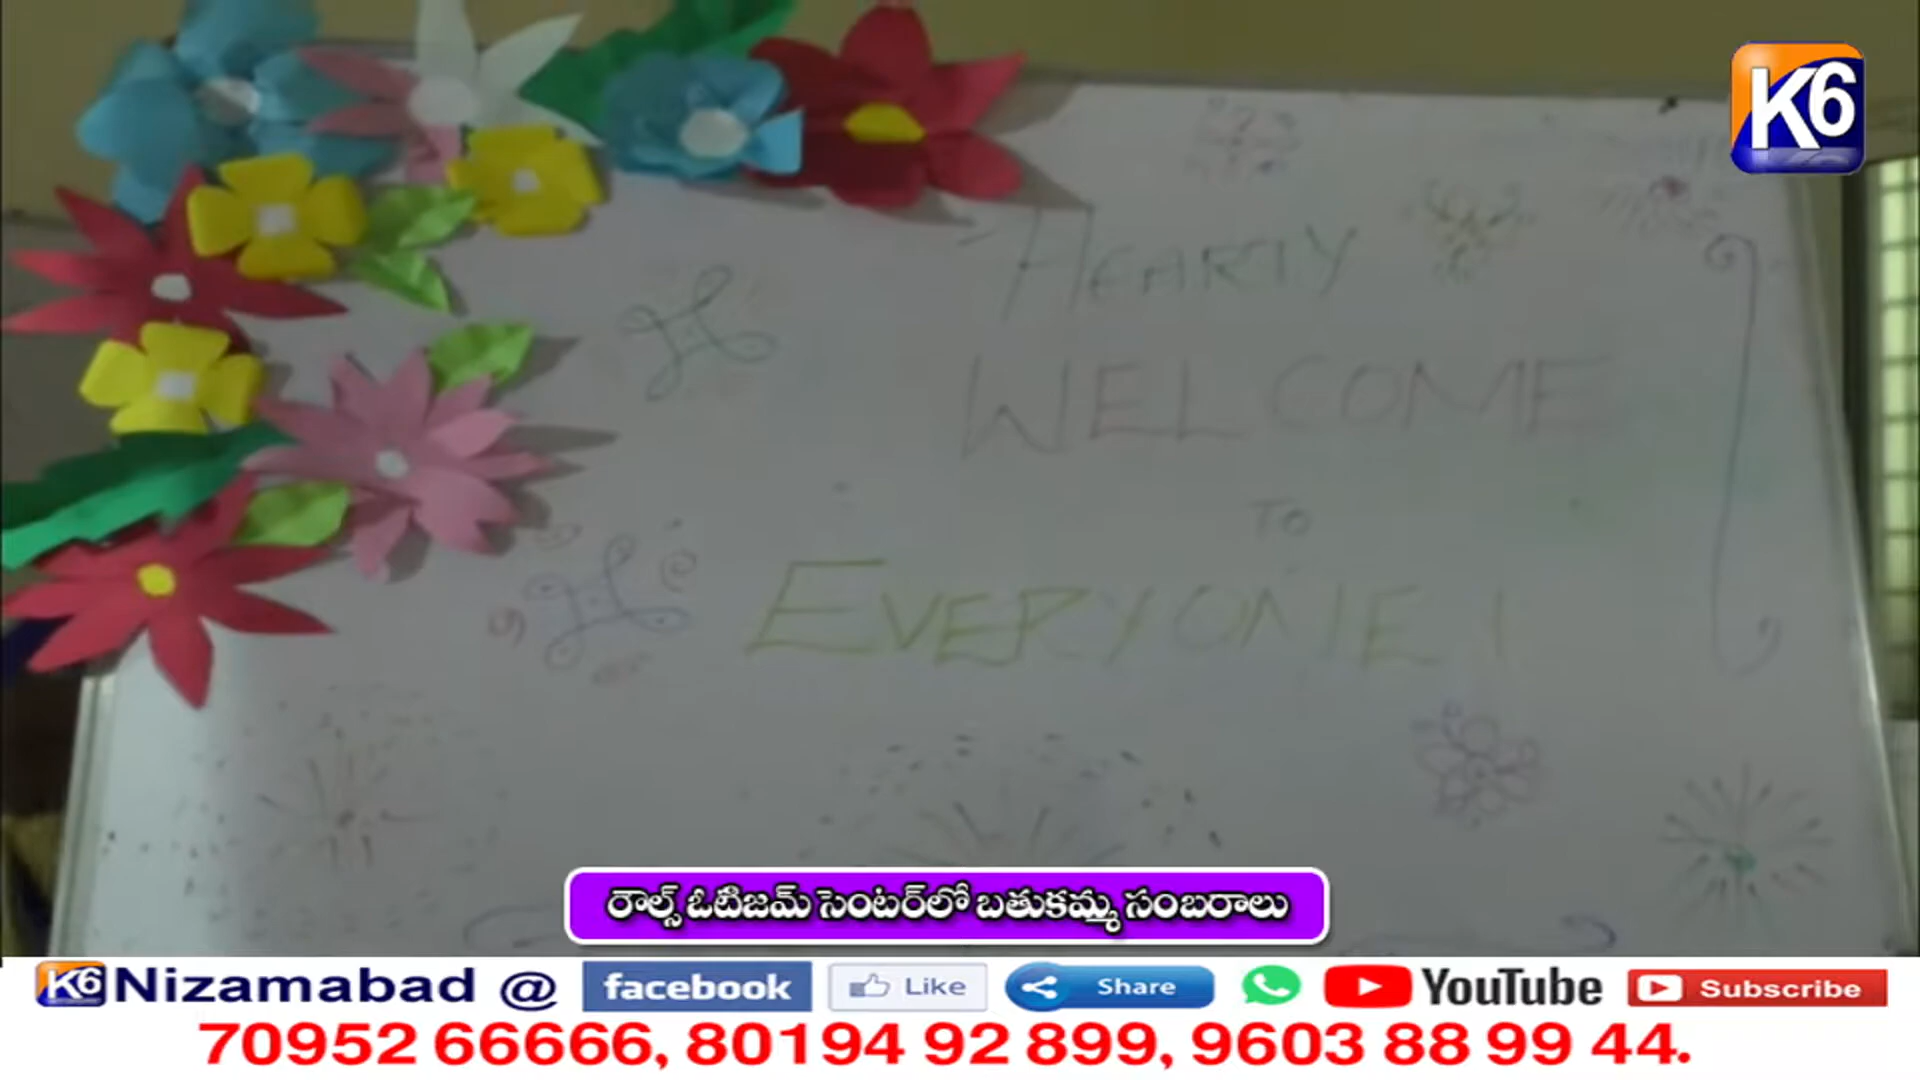 K6
HEARTY
WELCOME
TO
EVERYONE !
రౌల్స్ ఓటిజమ్ సెంటర్‌లో బతుకమ్మ సంబరాలు
K6 Nizamabad @ facebook Like Share YouTube Subscribe
70952 66666, 80194 92 899, 9603 88 99 44.